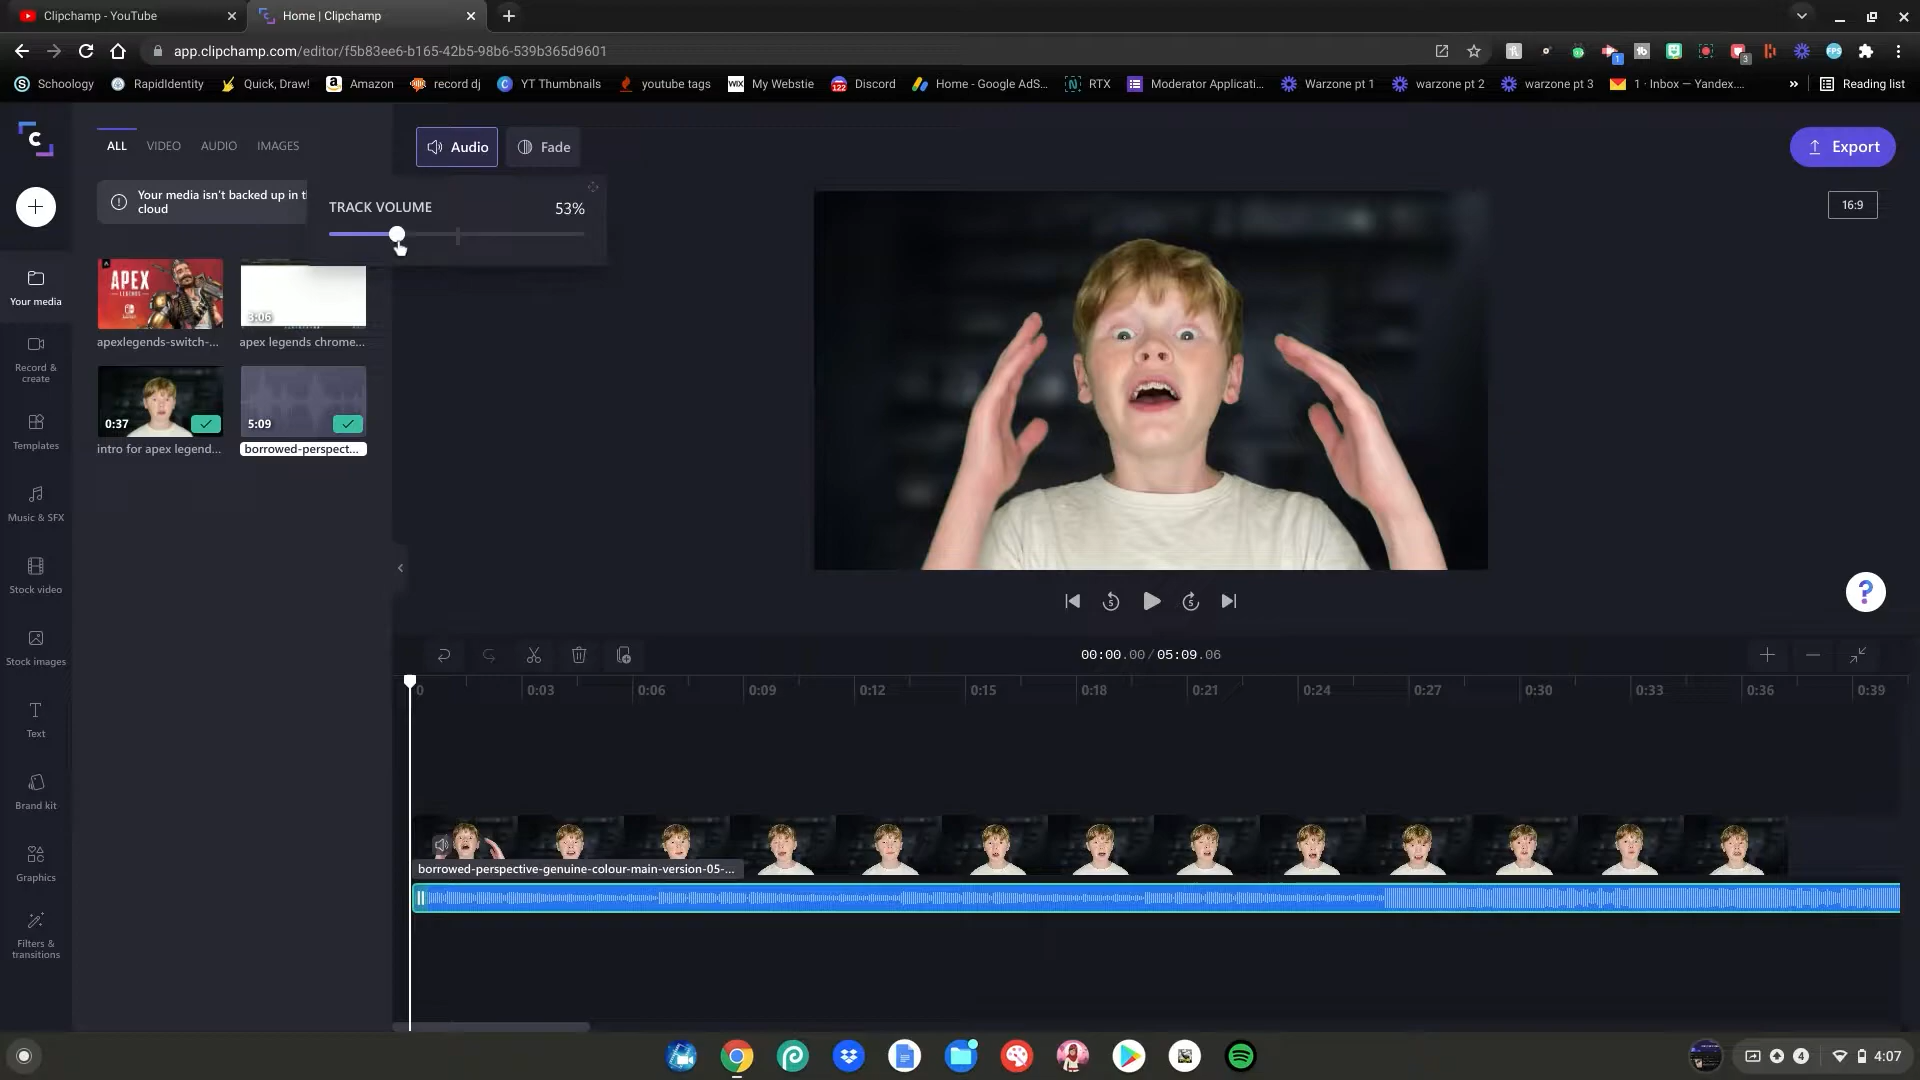 Clipchamp - YouTube
Home | Clipchamp
app.clipchamp.com/editor/f5b83ee6-b165-42b5-98b6-539b365d9601
Schoology
RapidIdentity
Quick, Draw!
Amazon
record dj
YT Thumbnails
youtube tags
WIX My Webstie
Discord
Home - Google AdS...
RTX
Moderator Applicati...
Warzone pt 1
warzone pt 2
warzone pt 3
1 · Inbox — Yandex....
»
Reading list
ALL
VIDEO
AUDIO
IMAGES
Audio
Fade
Export
Your media isn't backed up in t
cloud
TRACK VOLUME
53%
16:9
Your media
APEX
LEGENDS
3:06
apexlegends-switch-...
apex legends chrome...
Record &
create
0:37
5:09
intro for apex legend...
borrowed-perspect...
Templates
Music & SFX
Stock video
Stock images
Text
Brand kit
Graphics
Filters &
transitions
5
5
?
00:00.00/05:09.06
0
0:03
0:06
0:09
0:12
0:15
0:18
0:21
0:24
0:27
0:30
0:33
0:36
0:39
borrowed-perspective-genuine-colour-main-version-05-...
4
4:07